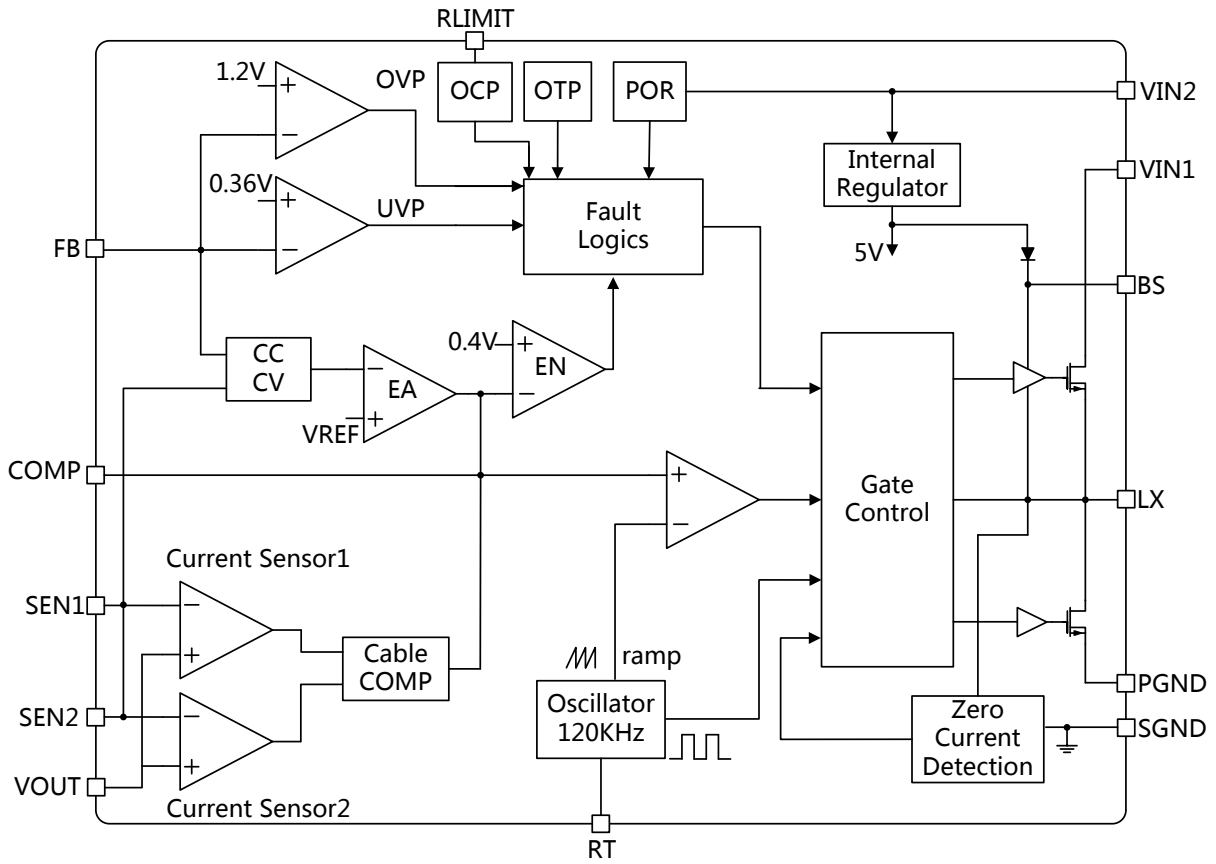 RLIMIT
1.2V
+
−
OVP
OCP
OTP
POR
VIN2
Internal
Regulator
VIN1
0.36V
+
−
UVP
Fault
Logics
FB
5V
BS
CC
CV
−
EA
+
VREF
0.4V
+
EN
−
COMP
+
−
Gate
Control
LX
Current Sensor1
SEN1
−
+
Cable
COMP
ramp
Oscillator
120KHz
SEN2
−
+
VOUT
Current Sensor2
Zero
Current
Detection
PGND
SGND
RT